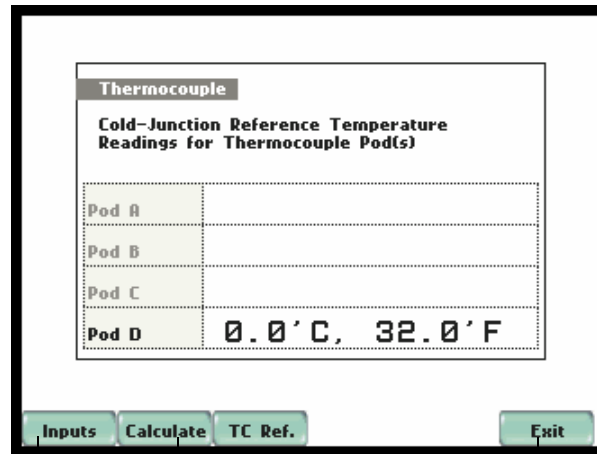 Thermocouple
Cold-Junction Reference Temperature
Readings for Thermocouple Pod(s)
Pod A
Pod B
Pod C
Pod D 0.0'C, 32.0'F
Inputs Calculate TC Ref. Exit